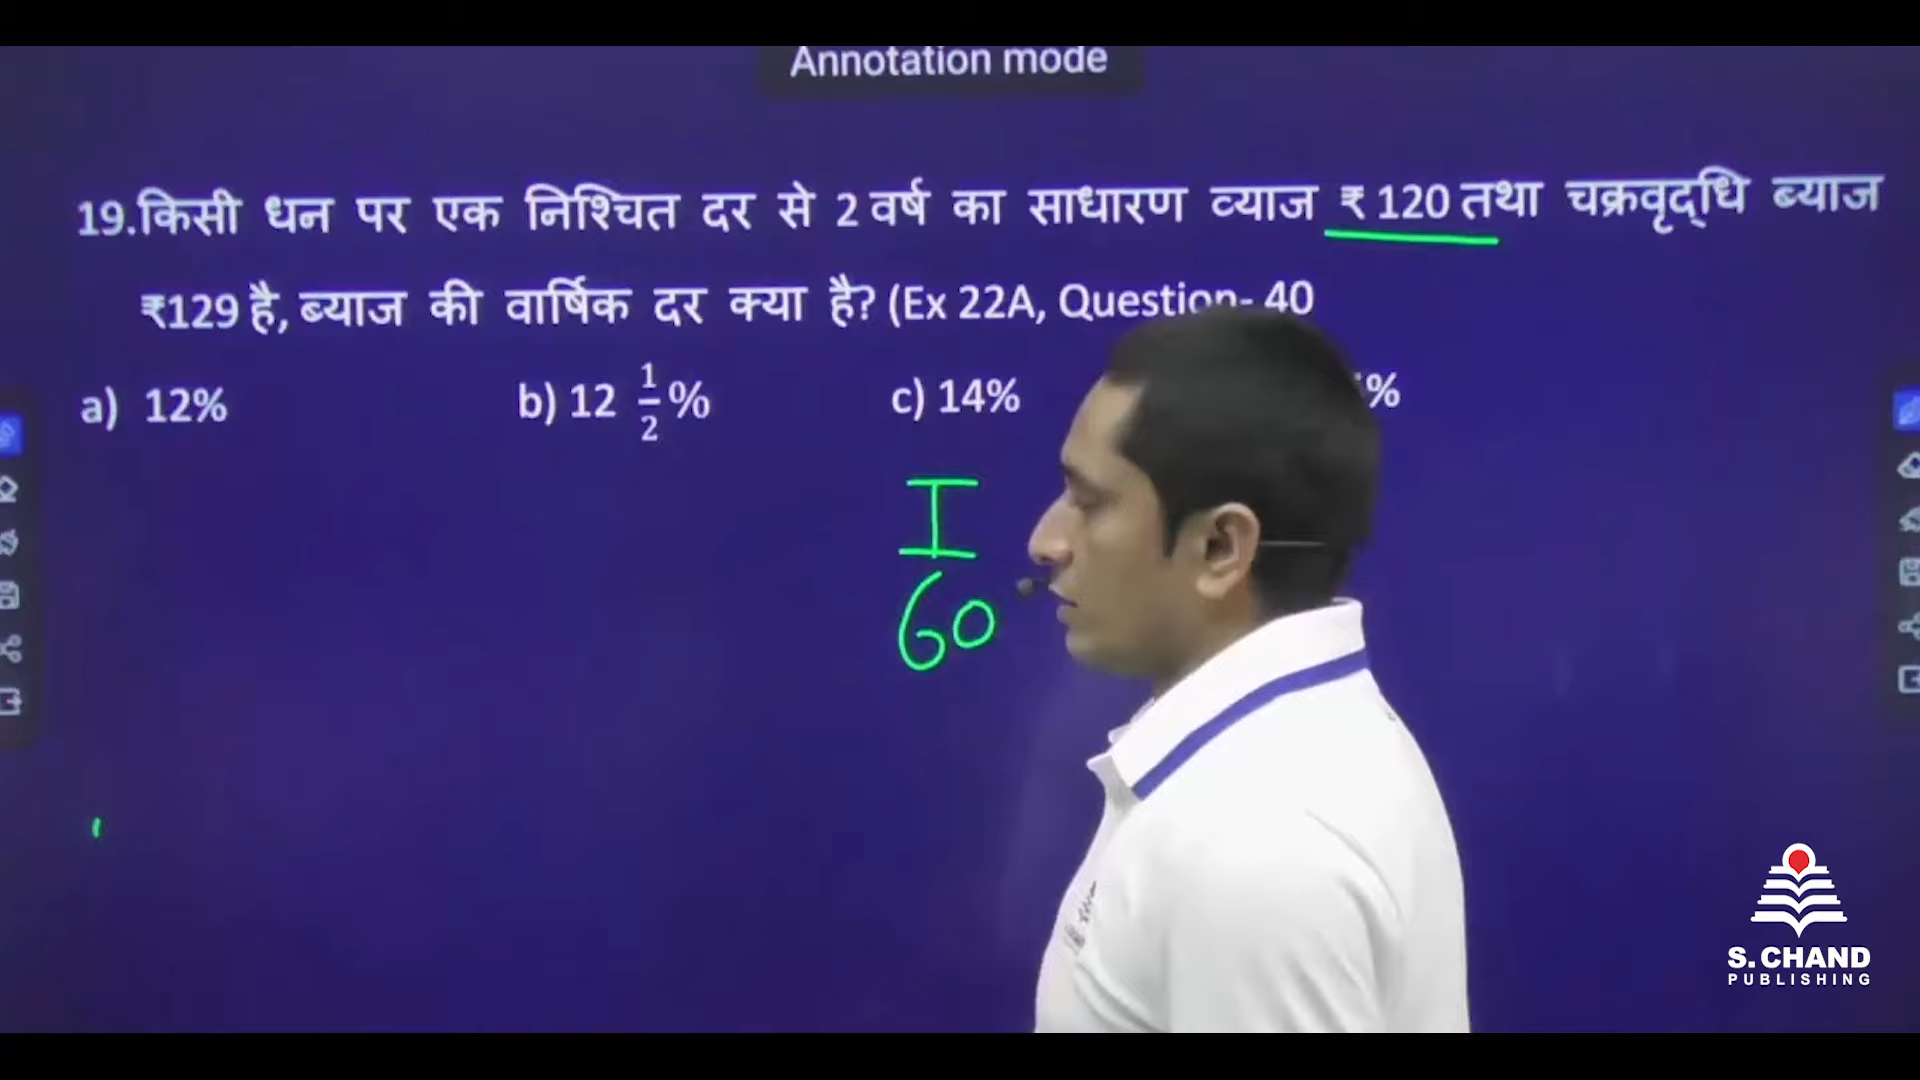 Annotation mode
19.किसी धन पर एक निश्चित दर से 2 वर्ष का साधारण व्याज ₹ 120 तथा चक्रवृद्धि ब्याज
₹129 है, ब्याज की वार्षिक दर क्या है? (Ex 22A, Question- 40
a) 12% b) 12 1/2 % c) 14% %
I
60
S. CHAND
PUBLISHING